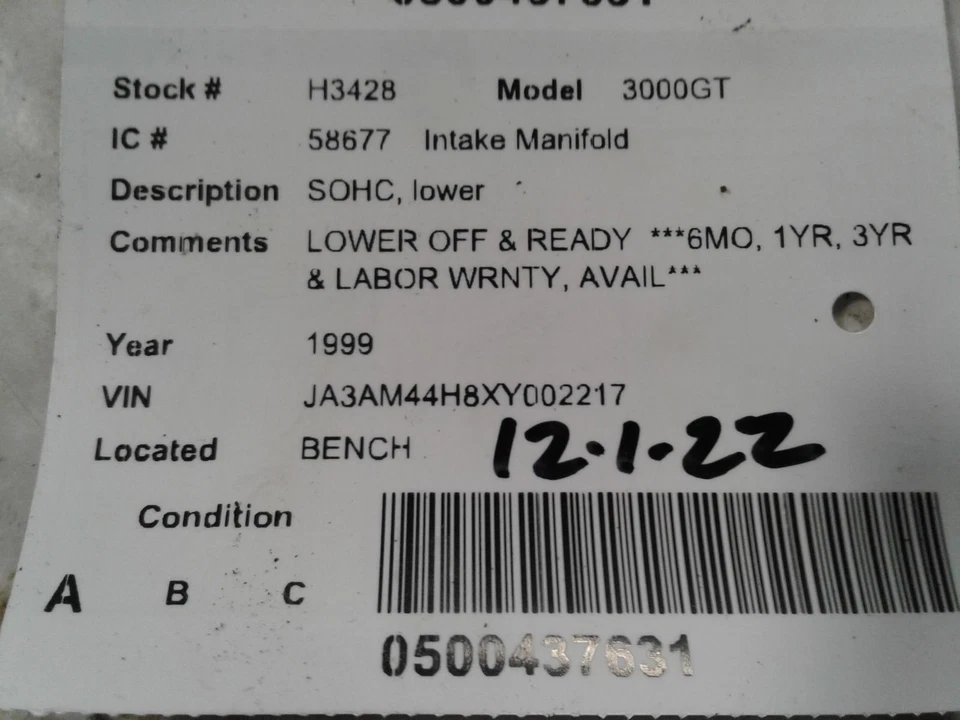 0500437631
Stock # H3428 Model 3000GT
IC # 58677 Intake Manifold
Description SOHC, lower
Comments LOWER OFF & READY ***6MO, 1YR, 3YR
& LABOR WRNTY, AVAIL***
Year 1999
VIN JA3AM44H8XY002217
Located BENCH 12.1.22
Condition
A B C
0500437631